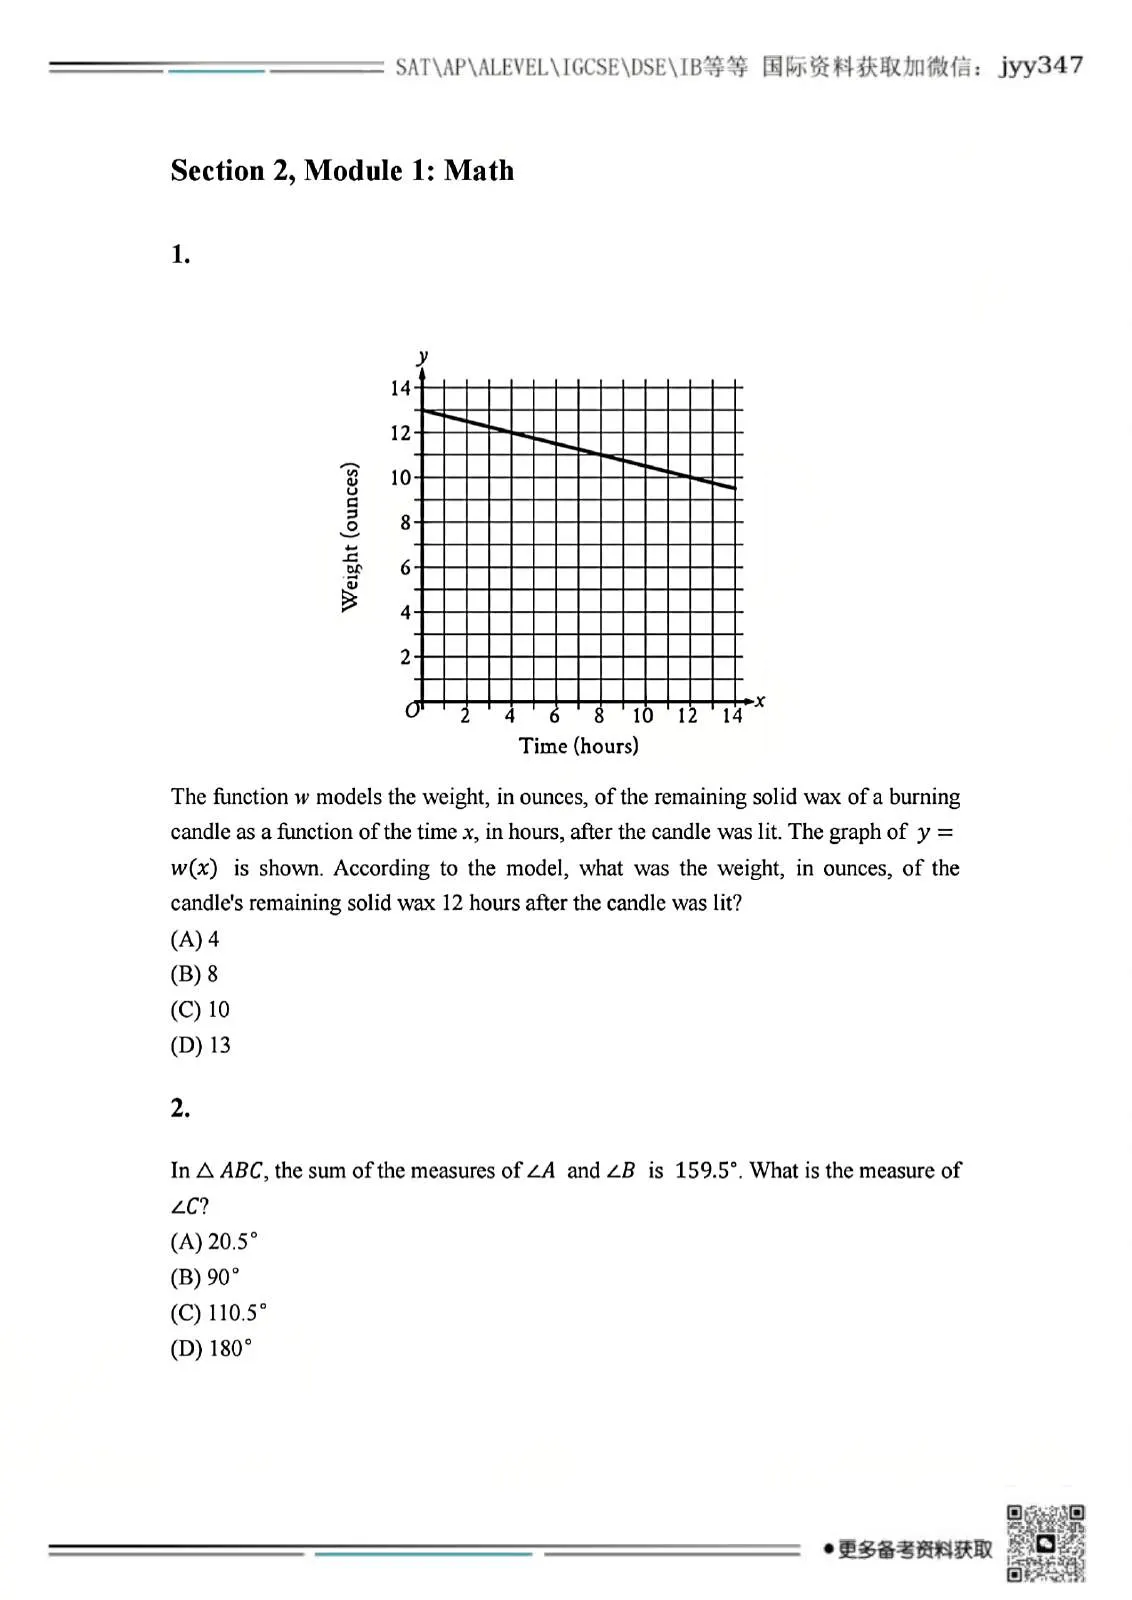 SAT\AP\ALEVEL\IGCSE\DSE\IB等等 国际资料获取加微信：jyy347
Section 2, Module 1: Math
1.
y
14
12
10
8
6
4
2
O
2 4 6 8 10 12 14
x
Weight (ounces)
Time (hours)
The function w models the weight, in ounces, of the remaining solid wax of a burning
candle as a function of the time x, in hours, after the candle was lit. The graph of y =
w(x) is shown. According to the model, what was the weight, in ounces, of the
candle's remaining solid wax 12 hours after the candle was lit?
(A) 4
(B) 8
(C) 10
(D) 13
2.
In △ ABC, the sum of the measures of ∠A and ∠B is 159.5°. What is the measure of
∠C?
(A) 20.5°
(B) 90°
(C) 110.5°
(D) 180°
●更多备考资料获取